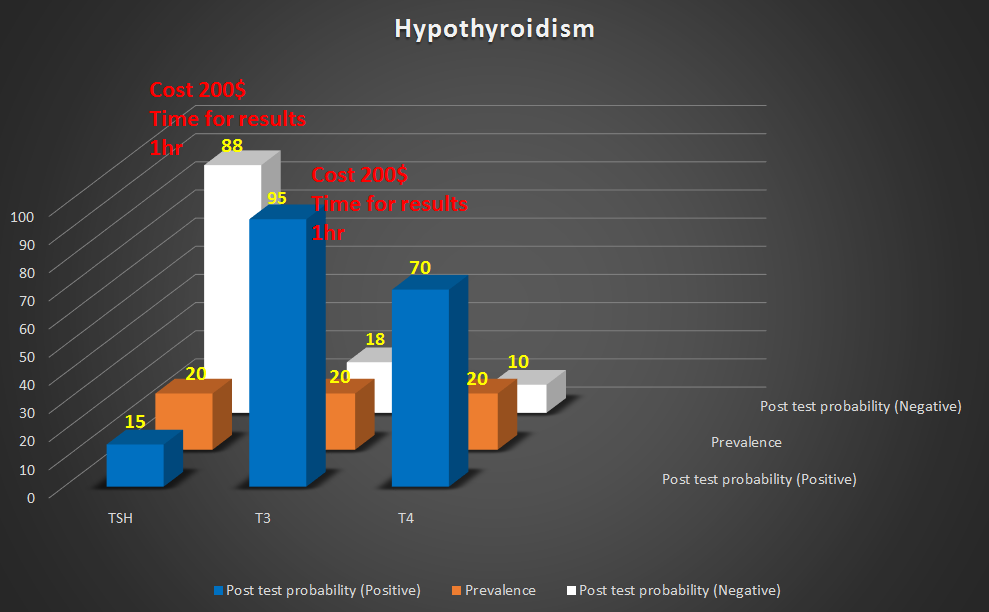 Hypothyroidism
Cost 200$
Time for results
1hr
88
Cost 200$
Time for results
1hr
95
70
18
20
20
20
10
15
100
90
80
70
60
50
40
30
20
10
0
Post test probability (Negative)
Prevalence
Post test probability (Positive)
TSH
T3
T4
Post test probability (Positive)
Prevalence
Post test probability (Negative)